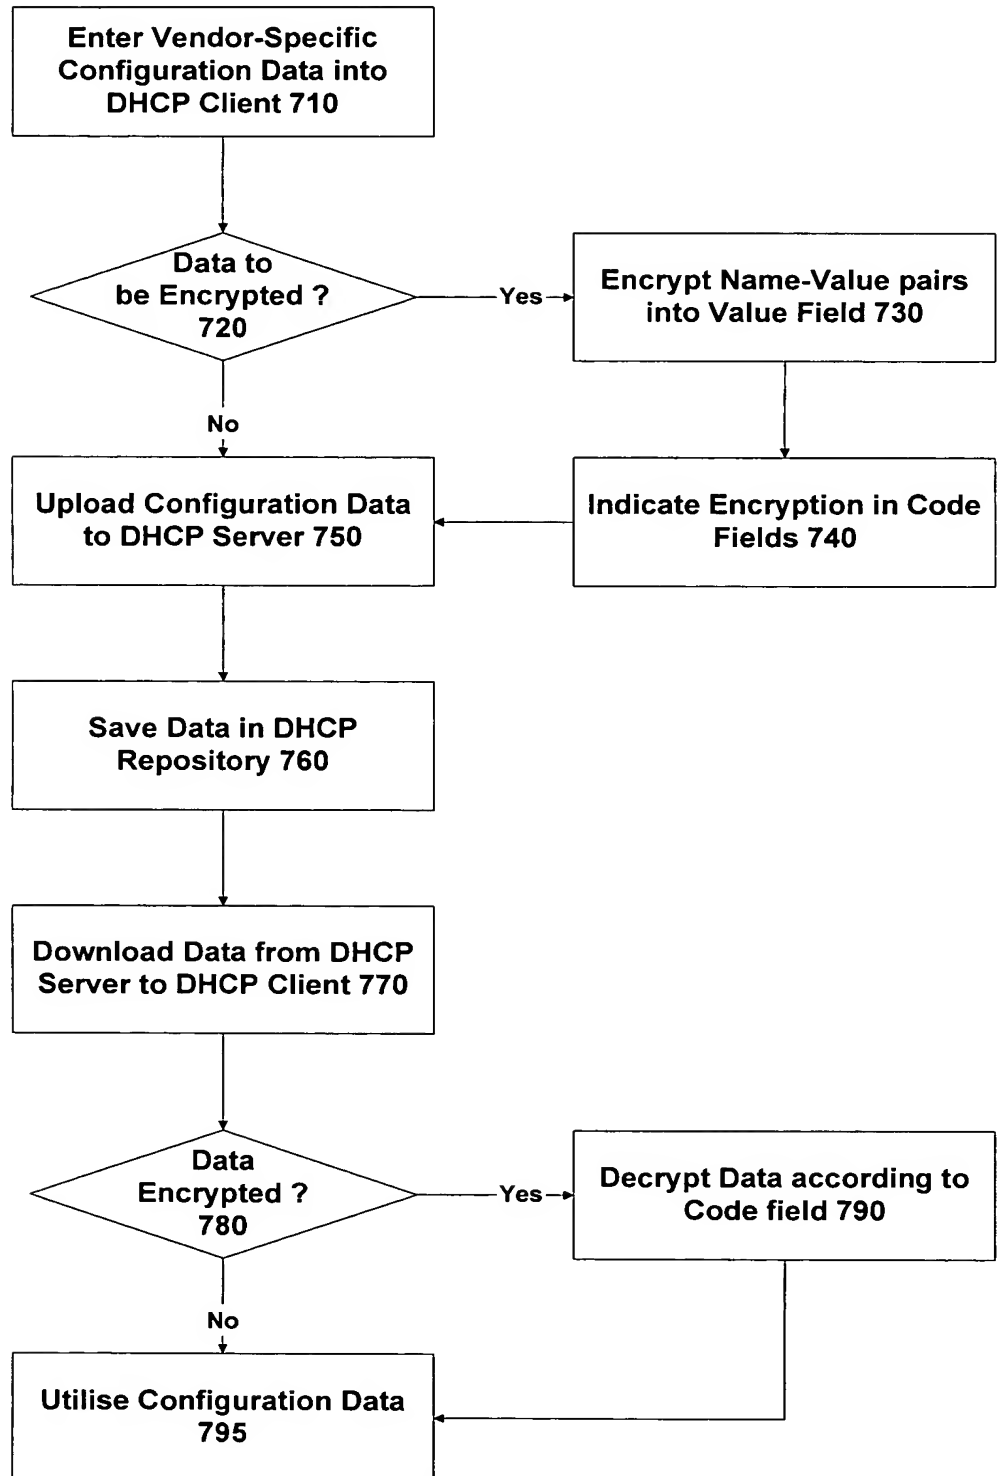 Enter Vendor-Specific
Configuration Data into
DHCP Client 710
Data to
be Encrypted ?
720
Yes
Encrypt Name-Value pairs
into Value Field 730
No
Upload Configuration Data
to DHCP Server 750
Indicate Encryption in Code
Fields 740
Save Data in DHCP
Repository 760
Download Data from DHCP
Server to DHCP Client 770
Data
Encrypted ?
780
Yes
Decrypt Data according to
Code field 790
No
Utilise Configuration Data
795